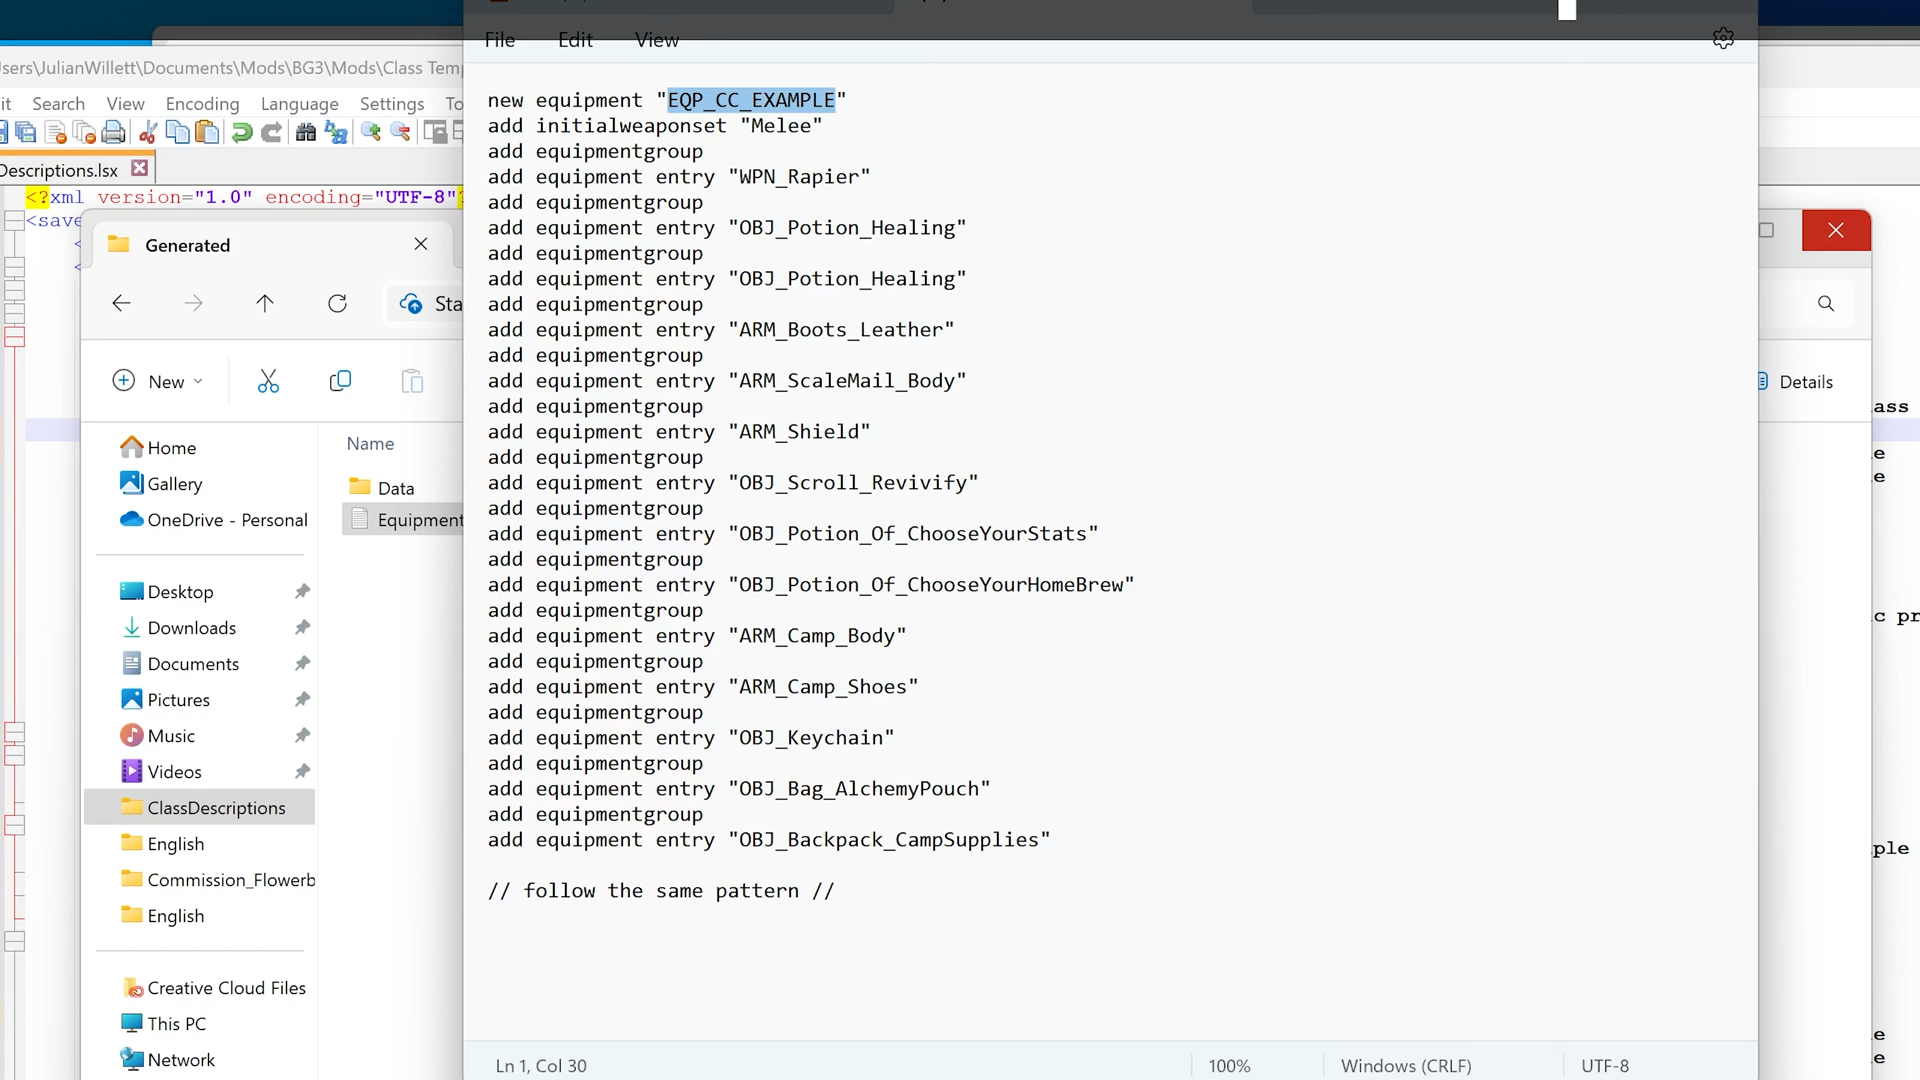 File Edit View
sers\JulianWillett\Documents\Mods\BG3\Mods\Class Temp
it Search View Encoding Language Settings To
Descriptions.lsx
<?xml version="1.0" encoding="UTF-8"?
<save
Generated
Sta
New
Details
Home
Gallery
OneDrive - Personal
Desktop
Downloads
Documents
Pictures
Music
Videos
ClassDescriptions
English
Commission_Flowerb
English
Creative Cloud Files
This PC
Network
Name
Data
Equipment
new equipment "EQP_CC_EXAMPLE"
add initialweaponset "Melee"
add equipmentgroup
add equipment entry "WPN_Rapier"
add equipmentgroup
add equipment entry "OBJ_Potion_Healing"
add equipmentgroup
add equipment entry "OBJ_Potion_Healing"
add equipmentgroup
add equipment entry "ARM_Boots_Leather"
add equipmentgroup
add equipment entry "ARM_ScaleMail_Body"
add equipmentgroup
add equipment entry "ARM_Shield"
add equipmentgroup
add equipment entry "OBJ_Scroll_Revivify"
add equipmentgroup
add equipment entry "OBJ_Potion_Of_ChooseYourStats"
add equipmentgroup
add equipment entry "OBJ_Potion_Of_ChooseYourHomeBrew"
add equipmentgroup
add equipment entry "ARM_Camp_Body"
add equipmentgroup
add equipment entry "ARM_Camp_Shoes"
add equipmentgroup
add equipment entry "OBJ_Keychain"
add equipmentgroup
add equipment entry "OBJ_Bag_AlchemyPouch"
add equipmentgroup
add equipment entry "OBJ_Backpack_CampSupplies"
// follow the same pattern //
Ln 1, Col 30 100% Windows (CRLF) UTF-8
ass
e
e
c pr
ple
e
e